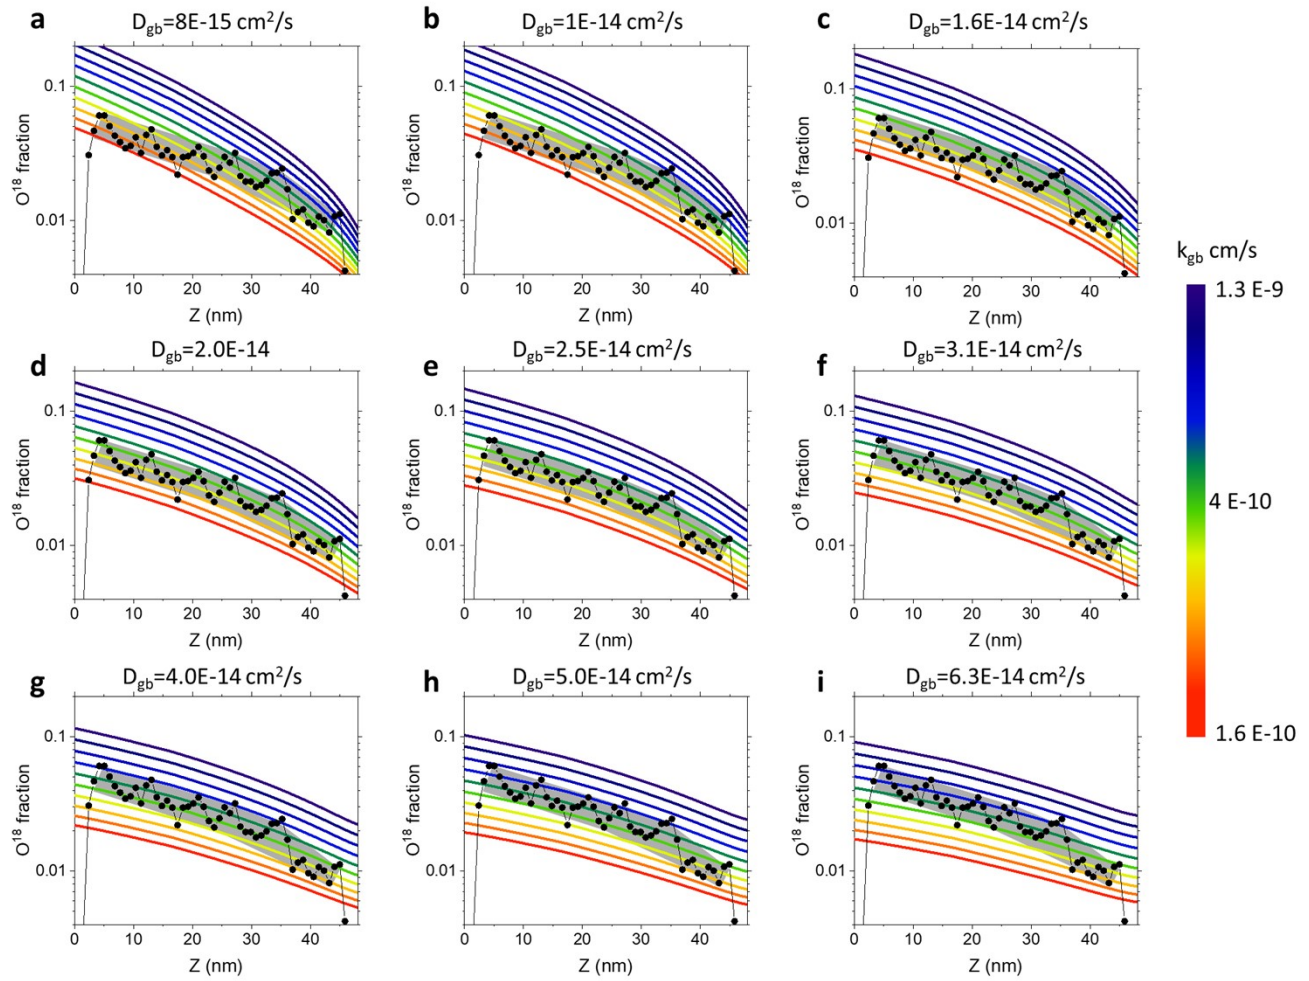 a D_gb=8E-15 cm²/s
b D_gb=1E-14 cm²/s
c D_gb=1.6E-14 cm²/s
0.1
0.01
O¹⁸ fraction
0 10 20 30 40
Z (nm)
0.1
0.01
O¹⁸ fraction
0 10 20 30 40
Z (nm)
0.1
0.01
O¹⁸ fraction
0 10 20 30 40
Z (nm)
d D_gb=2.0E-14
e D_gb=2.5E-14 cm²/s
f D_gb=3.1E-14 cm²/s
0.1
0.01
O¹⁸ fraction
0 10 20 30 40
Z (nm)
0.1
0.01
O¹⁸ fraction
0 10 20 30 40
Z (nm)
0.1
0.01
O¹⁸ fraction
0 10 20 30 40
Z (nm)
g D_gb=4.0E-14 cm²/s
h D_gb=5.0E-14 cm²/s
i D_gb=6.3E-14 cm²/s
0.1
0.01
O¹⁸ fraction
0 10 20 30 40
Z (nm)
0.1
0.01
O¹⁸ fraction
0 10 20 30 40
Z (nm)
0.1
0.01
O¹⁸ fraction
0 10 20 30 40
Z (nm)
k_gb cm/s
1.3 E-9
4 E-10
1.6 E-10